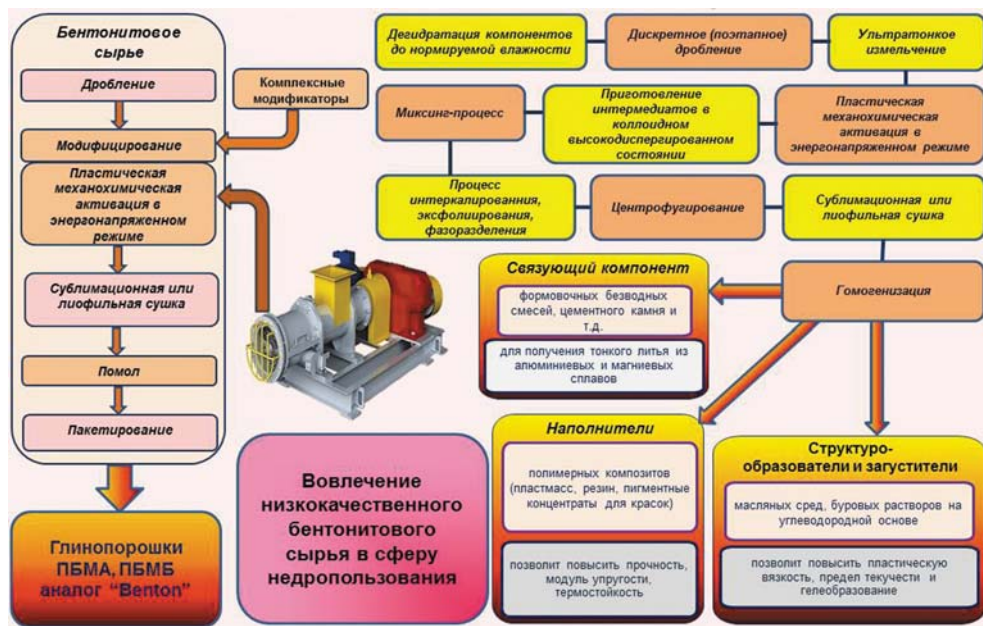 Бентонитовое
сырье
Дробление
Модифицирование
Пластическая
механохимическая
активация в
энергонапряженном
режиме
Сублимационная или
лиофильная сушка
Помол
Пакетирование
Глинопорошки
ПБМА, ПБМБ
аналог "Benton"
Комплексные
модификаторы
Дегидратация компонентов
до нормируемой влажности
Дискретное (поэтапное)
дробление
Ультратонкое
измельчение
Миксинг-процесс
Приготовление
интермедиатов в
коллоидном
высокодиспергированном
состоянии
Пластическая
механохимическая
активация в
энергонапряженном режиме
Процесс
интеркалирования,
эксфолиирования,
фазоразделения
Центрофугирование
Сублимационная или
лиофильная сушка
Гомогенизация
Связующий компонент
формовочных безводных
смесей, цементного камня и
т.д.
для получения тонкого литья из
алюминиевых и магниевых
сплавов
Наполнители
полимерных композитов
(пластмасс, резин, пигментные
концентраты для красок)
позволит повысить прочность,
модуль упругости,
термостойкость
Структуро-
образователи и загустители
масляных сред, буровых растворов на
углеводородной основе
позволит повысить пластическую
вязкость, предел текучести и
гелеобразование
Вовлечение
низкокачественного
бентонитового
сырья в сферу
недропользования